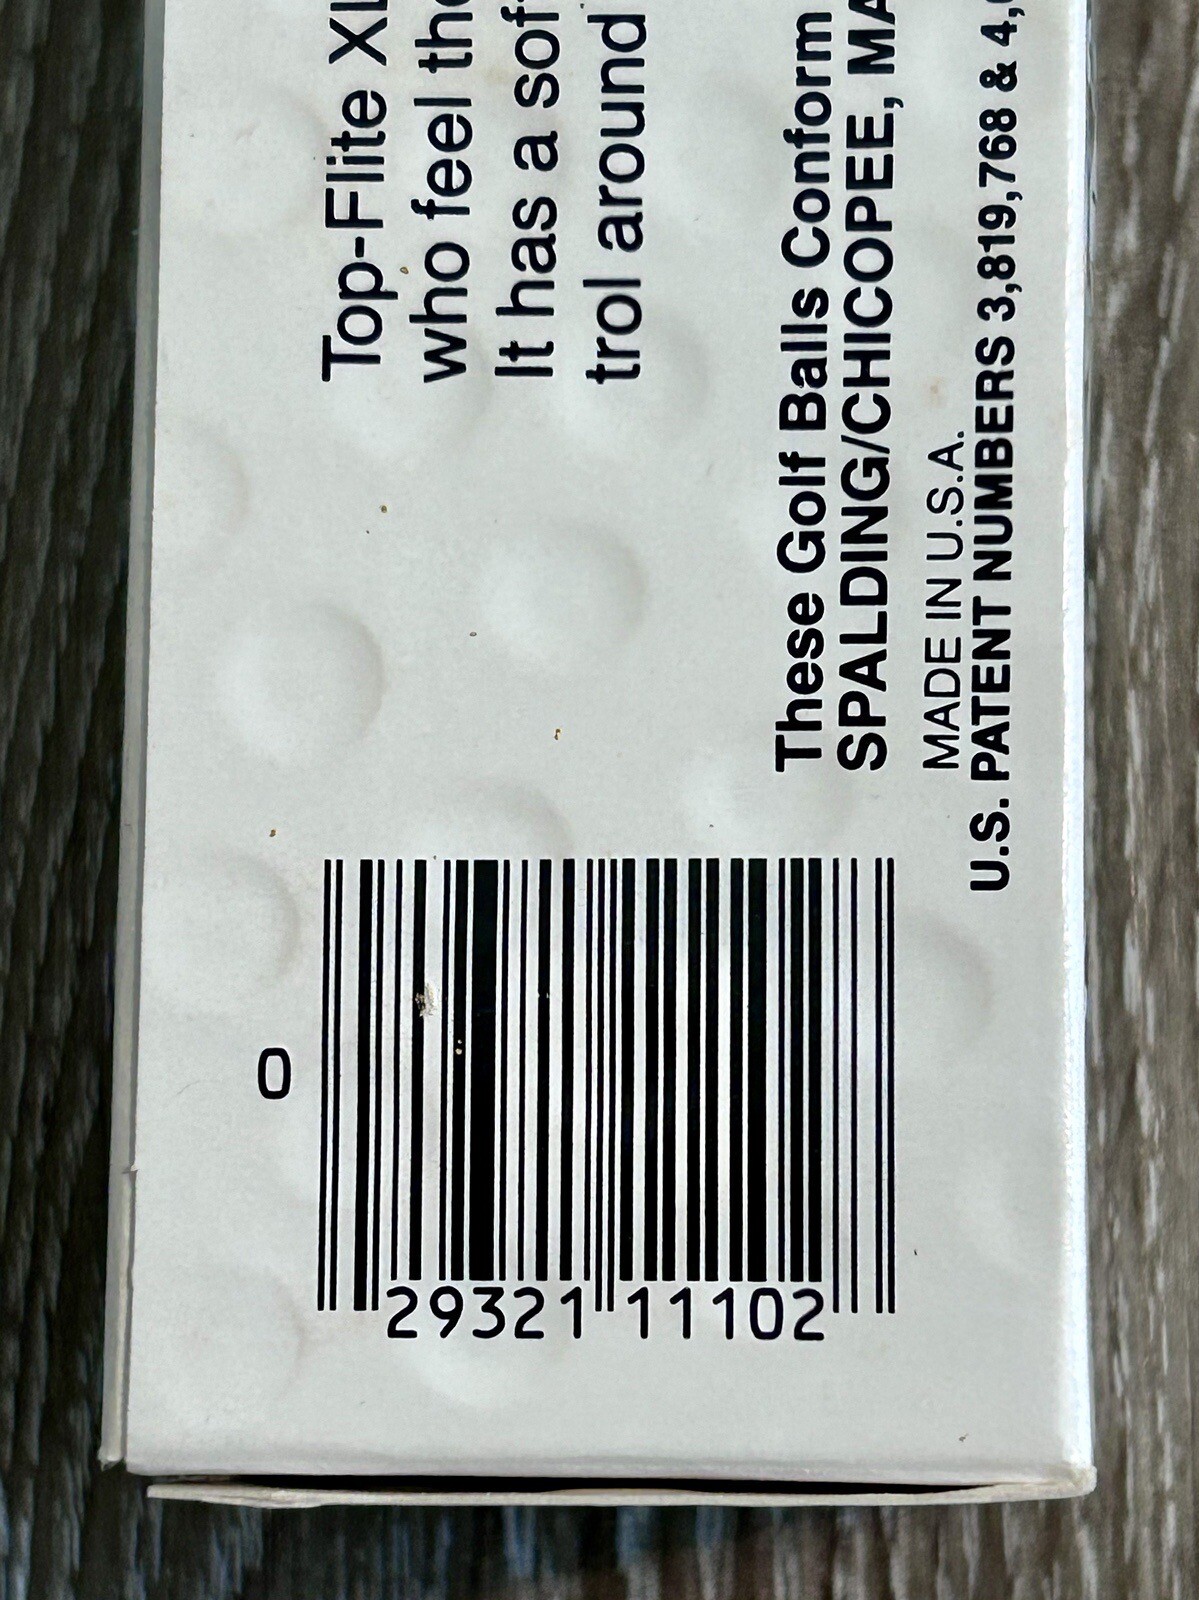 Top-Flite XL
who feel the
It has a sof
trol around
These Golf Balls Conform
SPALDING/CHICOPEE, MA
MADE IN U.S.A.
U.S. PATENT NUMBERS 3,819,768 & 4,
0
29321 11102